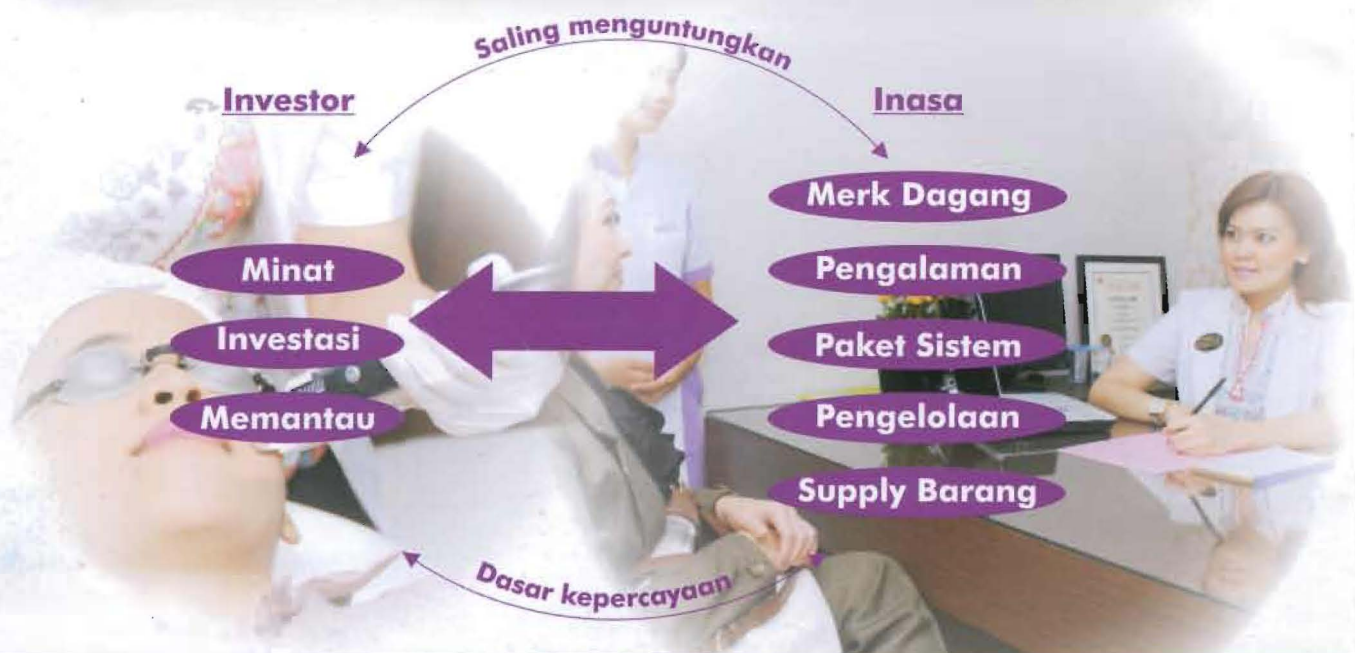 Saling menguntungkan
Investor
Inasa
Minat
Investasi
Memantau
Merk Dagang
Pengalaman
Paket Sistem
Pengelolaan
Supply Barang
Dasar kepercayaan